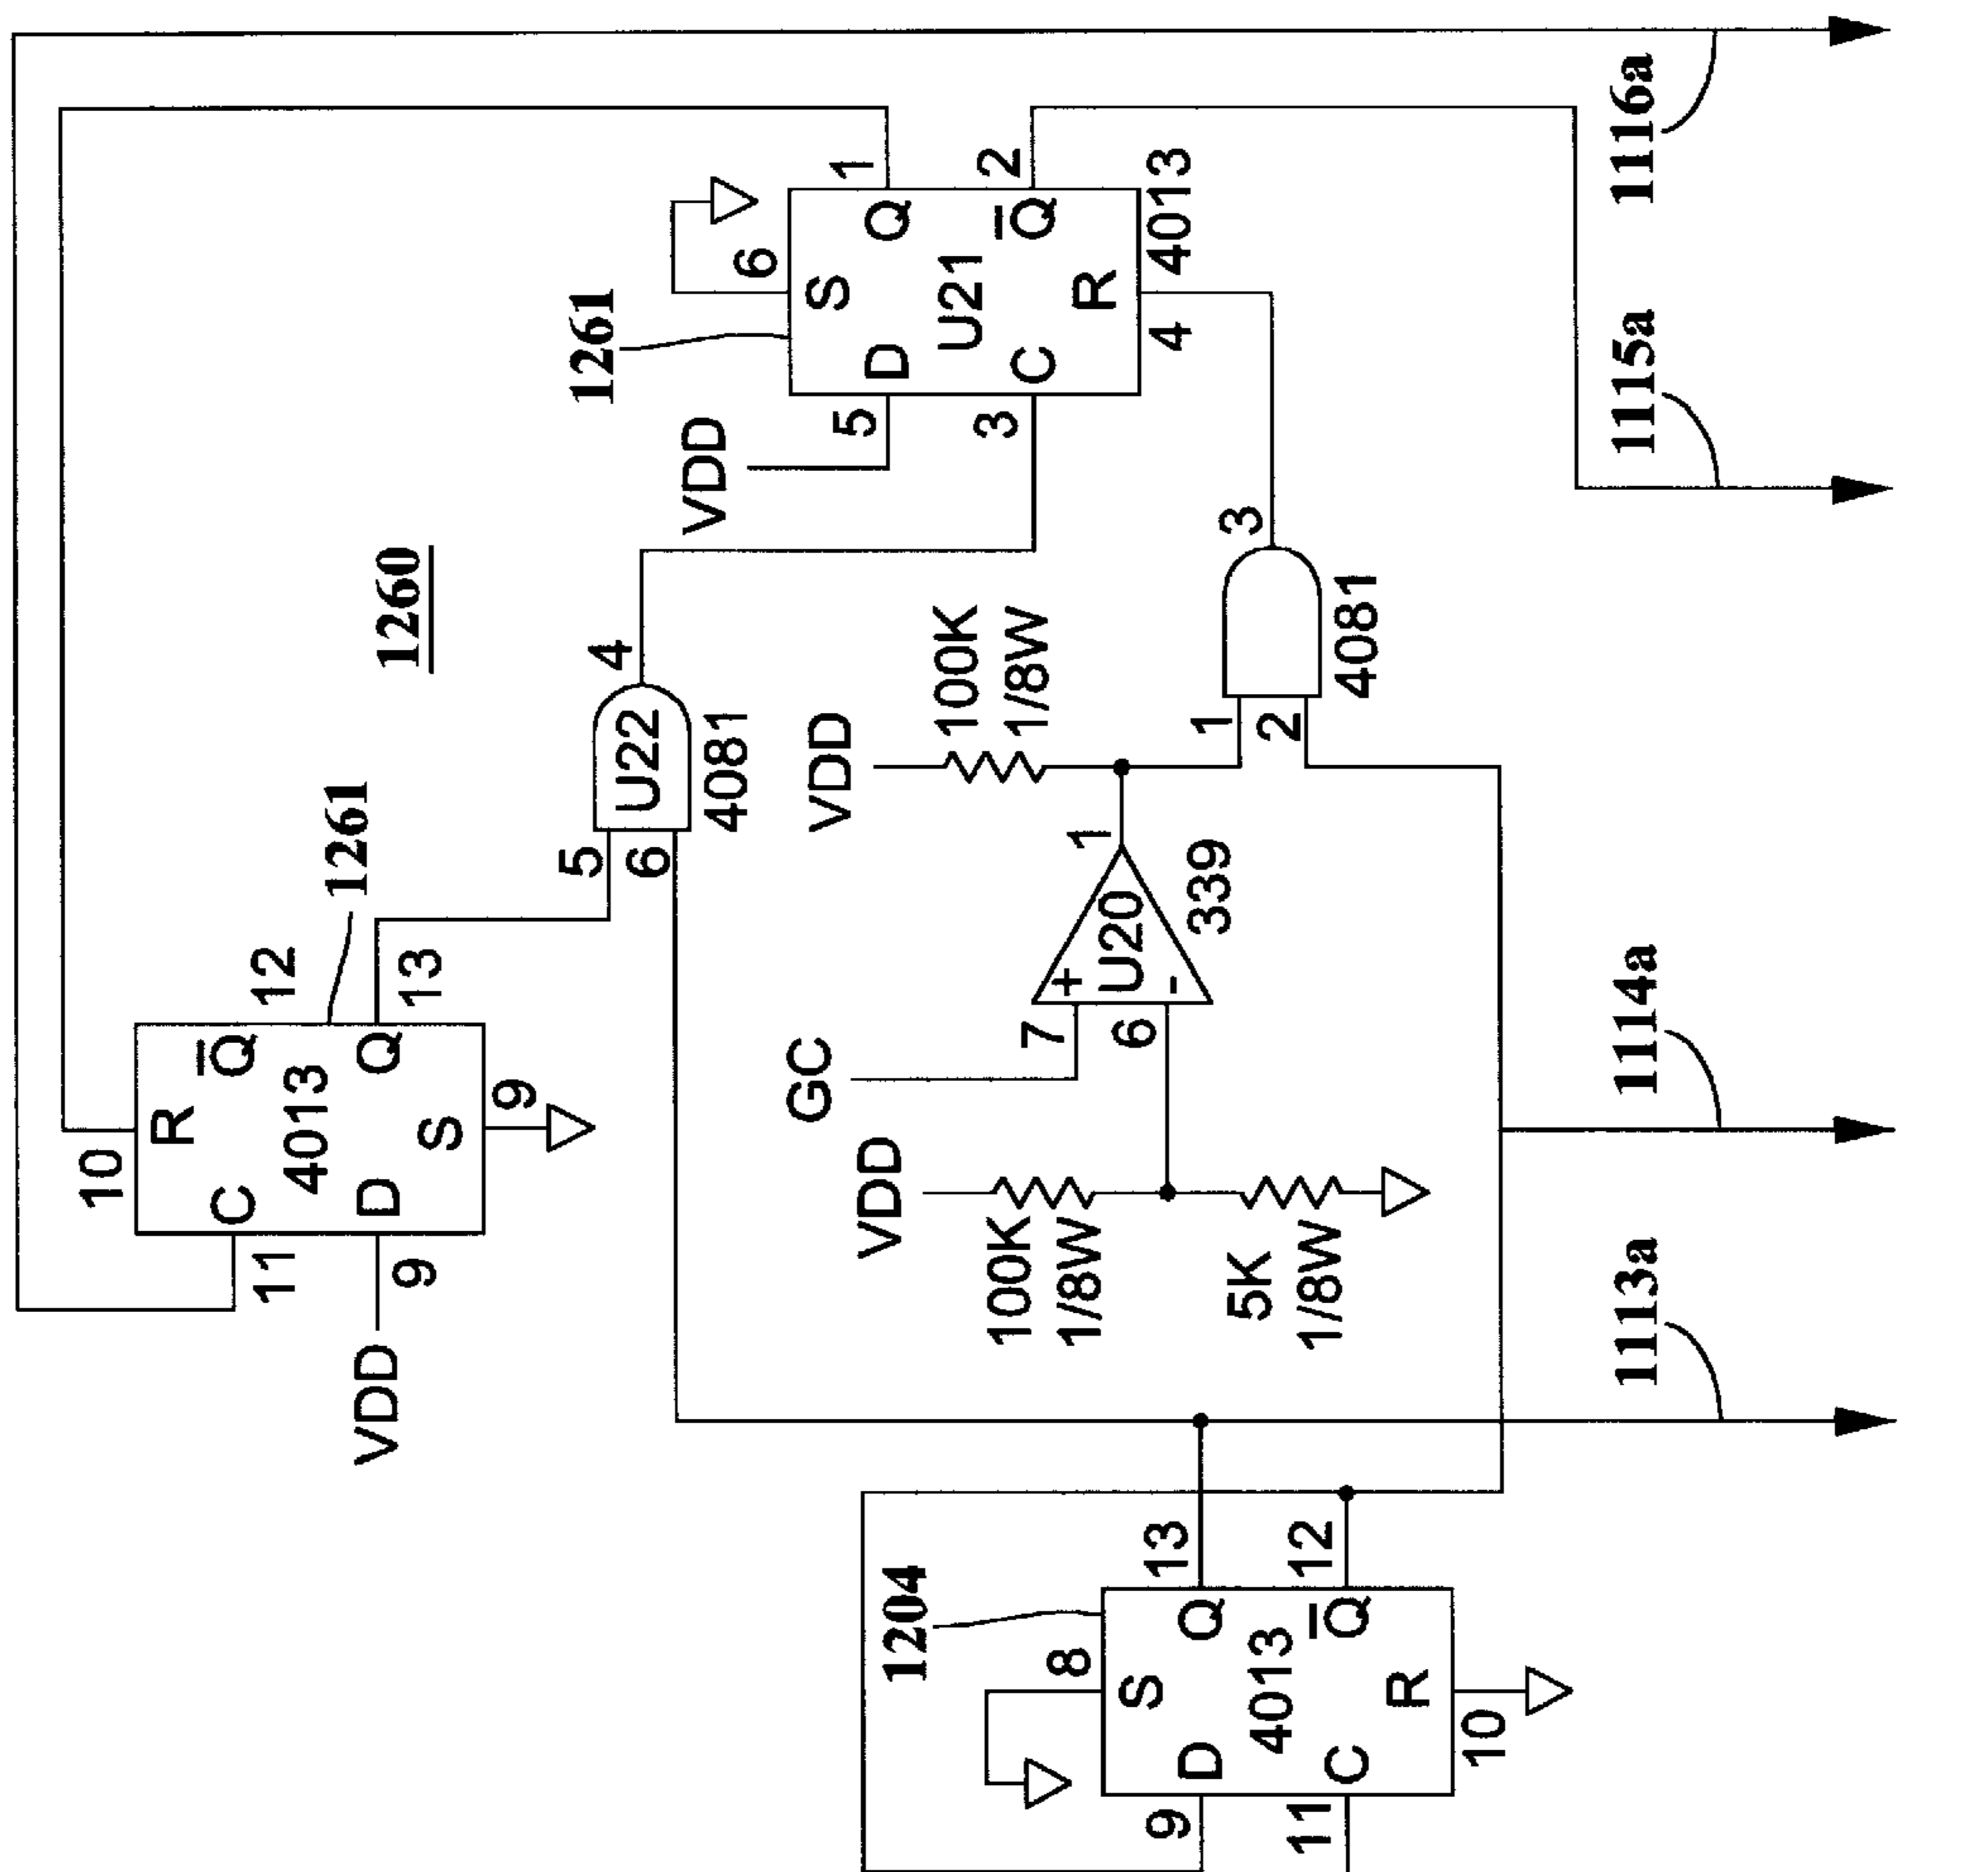 1116a
1
2
6
S
Q
Q
U21
D
C
R
4013
4
1261
5
3
VDD
1115a
1260
4
U22
4081
5
6
3
100K
1/8W
VDD
4081
1
2
1261
12
13
10
R
Q
4013
Q
C
D
S
9
11
9
VDD
1
U20
339
+
-
7
6
GC
VDD
100K
1/8W
5K
1/8W
1114a
1113a
1204
13
12
8
S
Q
4013
Q
D
C
R
10
9
11